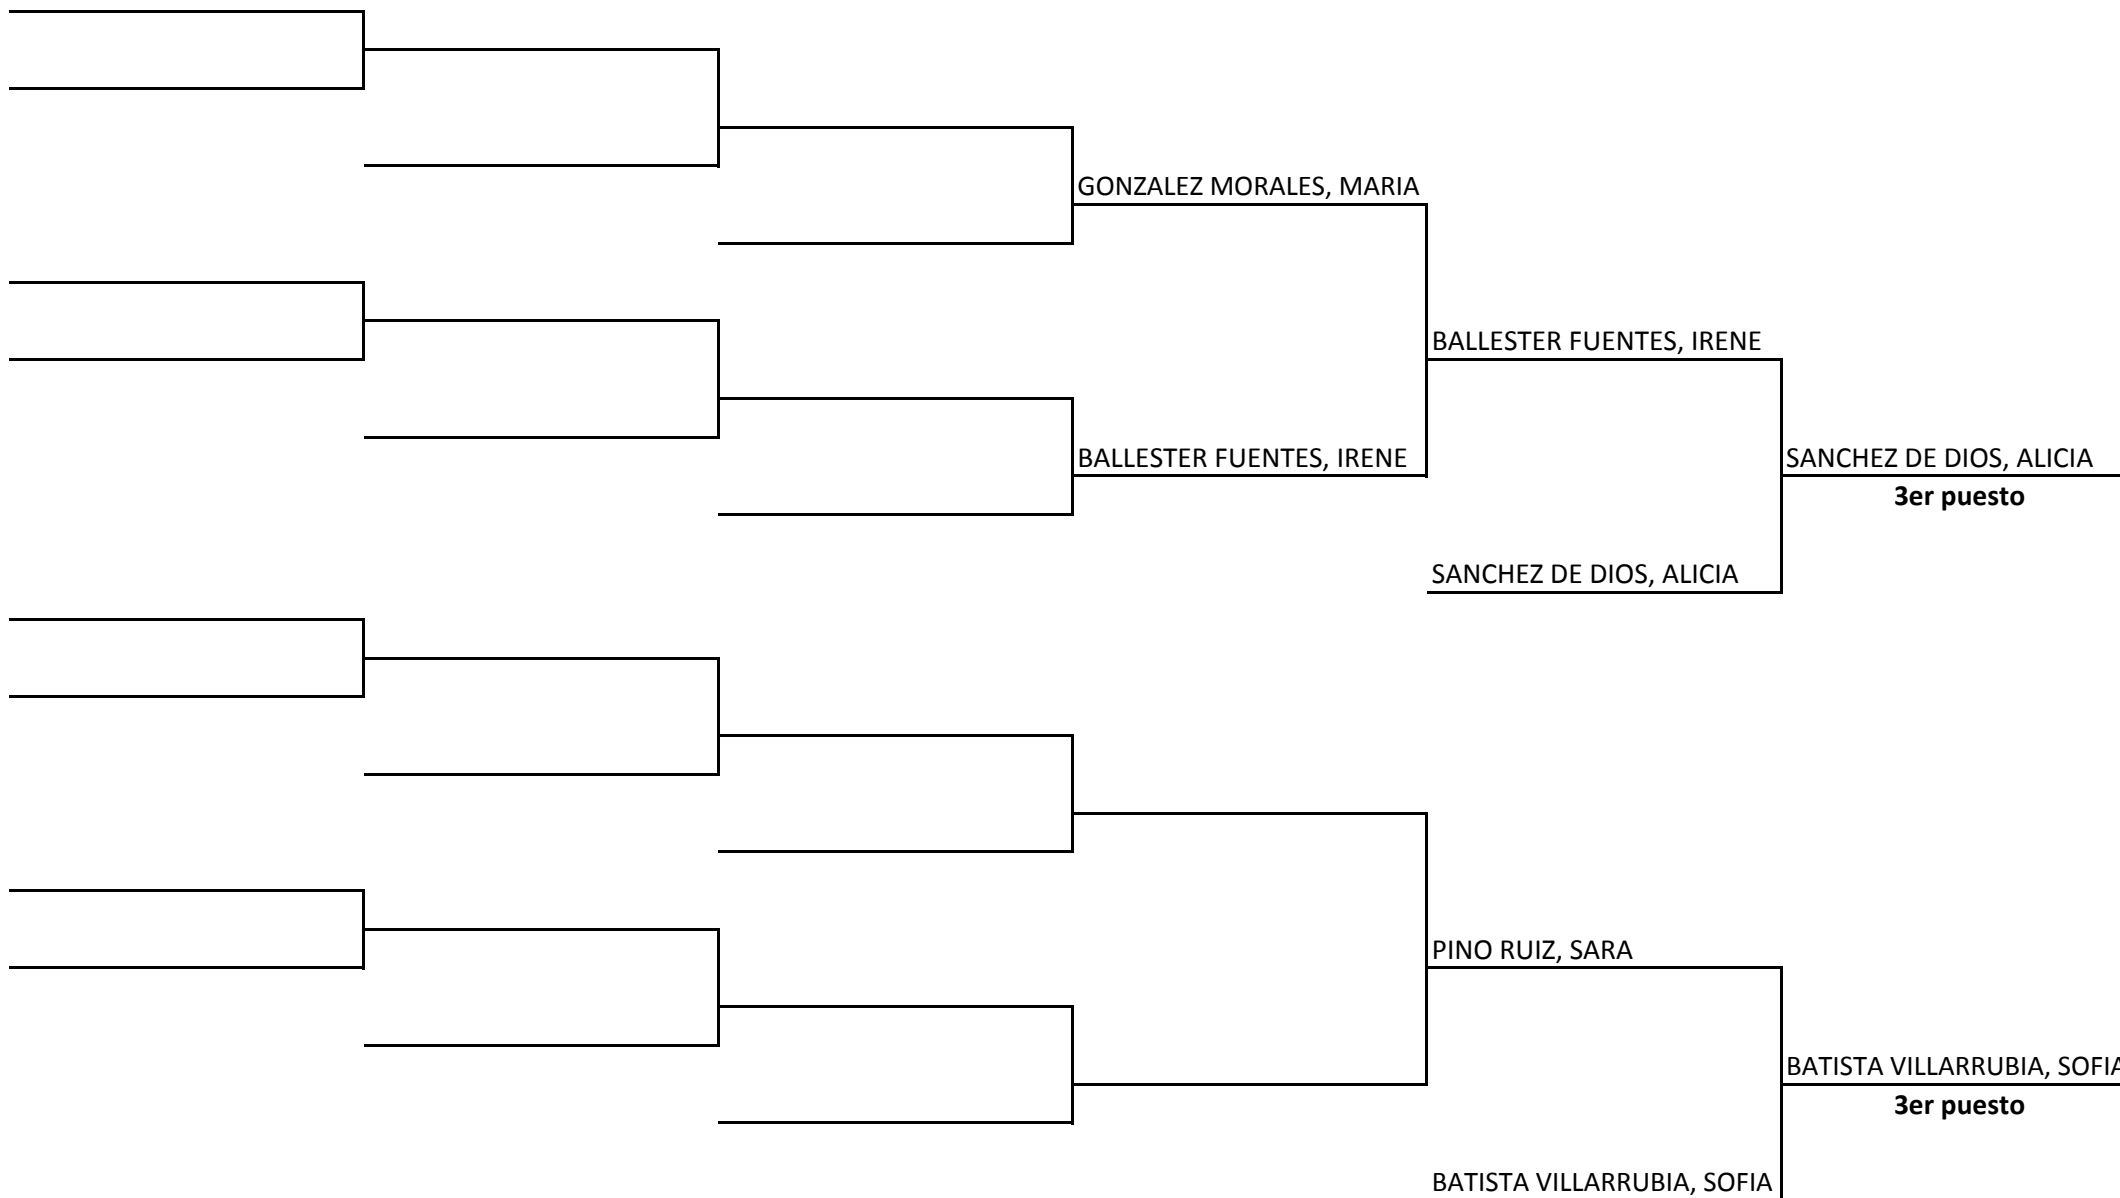 GONZALEZ MORALES, MARIA
BALLESTER FUENTES, IRENE
BALLESTER FUENTES, IRENE
SANCHEZ DE DIOS, ALICIA
3er puesto
SANCHEZ DE DIOS, ALICIA
PINO RUIZ, SARA
BATISTA VILLARRUBIA, SOFIA
3er puesto
BATISTA VILLARRUBIA, SOFIA